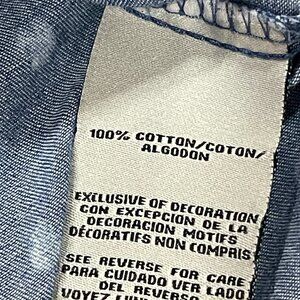 100% COTTON/COTON/
ALGODON
EXCLUSIVE OF DECORATION
CON EXCEPCION DE LA
DECORACION MOTIFS
DÉCORATIFS NON COMPRIS
SEE REVERSE FOR CARE
PARA CUIDADO VER LADO
DEL REVERSO
VOYEZ